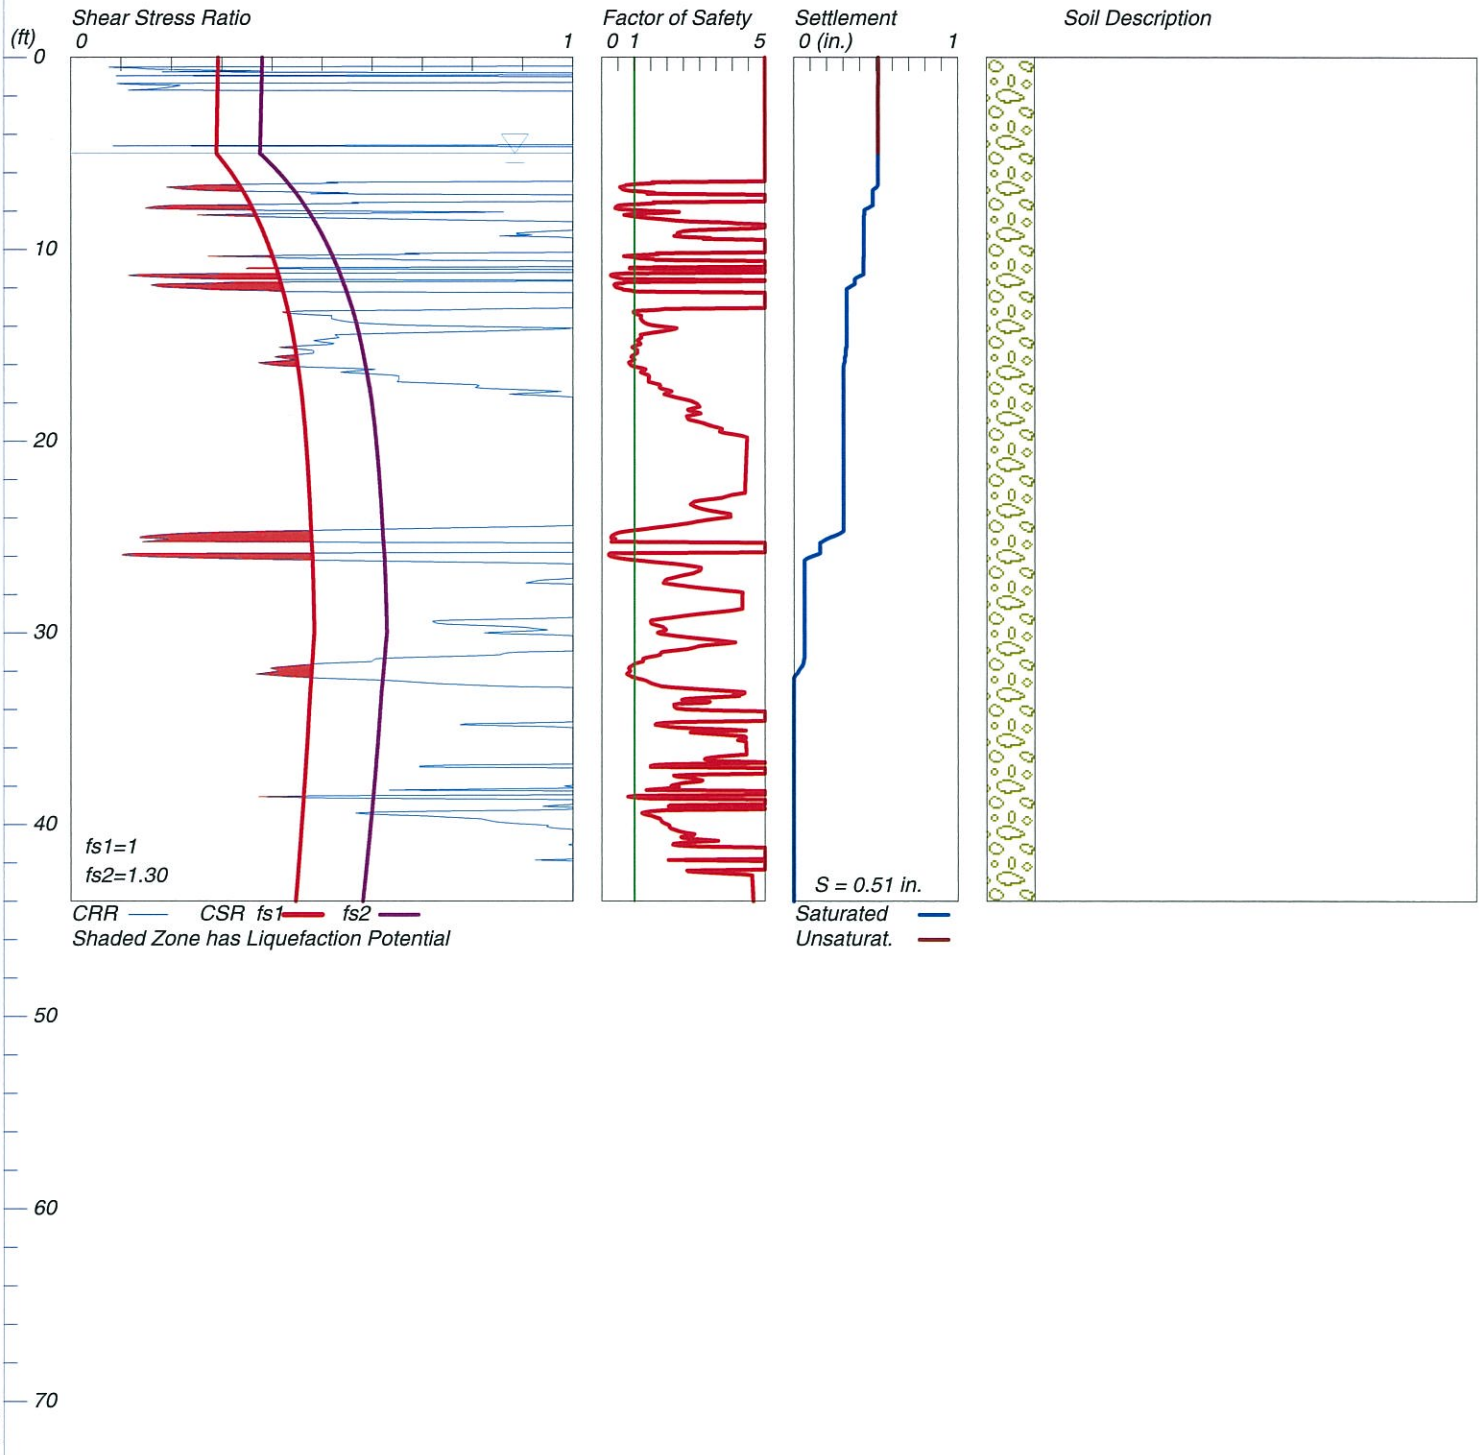 Shear Stress Ratio Factor of Safety Settlement Soil Description
(ft) 0 1 0 1 5 0 (in.) 1
0
10
20
30
40
fs1=1
fs2=1.30 S = 0.51 in.
CRR CSR fs1 fs2 Saturated
Shaded Zone has Liquefaction Potential Unsaturat.
50
60
70